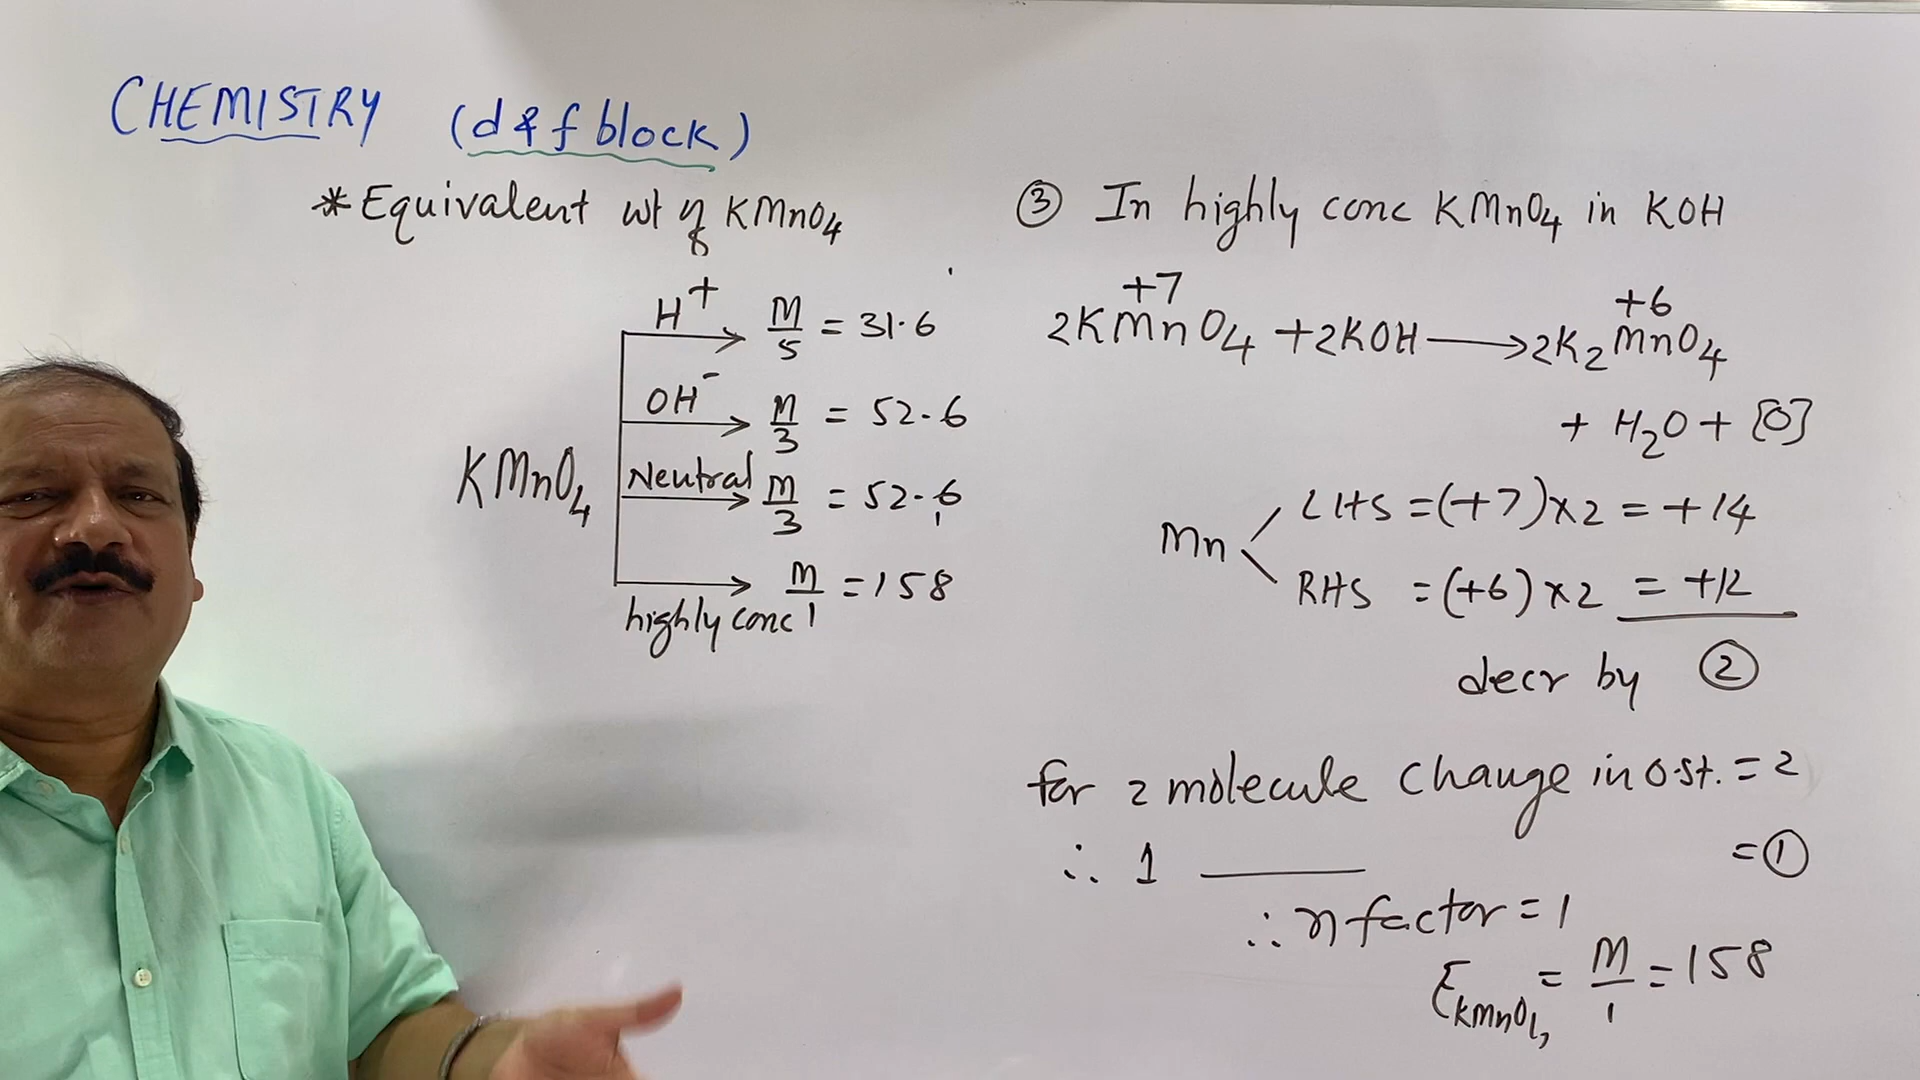 CHEMISTRY (d & f block)
* Equivalent wt of KMnO4
KMnO4
H+ → M/5 = 31.6
OH- → M/3 = 52.6
Neutral → M/3 = 52.6
highly conc → M/1 = 158
③ In highly conc KMnO4 in KOH
+7 +6
2KMnO4 + 2KOH → 2K2MnO4
+ H2O + [O]
Mn
LHS = (+7) x 2 = +14
RHS = (+6) x 2 = +12
decr by ②
for 2 molecule change in o.st. = 2
∴ 1 ——— = ①
∴ n factor = 1
EKMnO4 = M/1 = 158